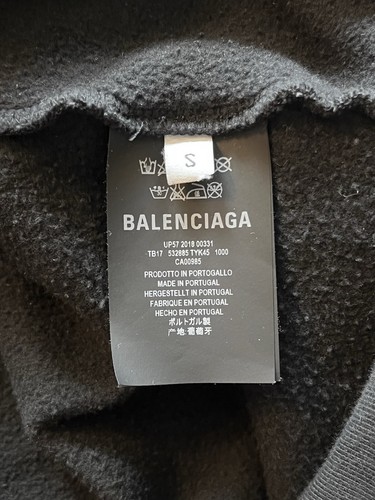 S
BALENCIAGA
UP57 2018 00331
TB17 532885 TYK45 1000
CA00985
PRODOTTO IN PORTOGALLO
MADE IN PORTUGAL
HERGESTELLT IN PORTUGAL
FABRIQUE EN PORTUGAL
HECHO EN PORTUGAL
ポルトガル製
产地:葡萄牙